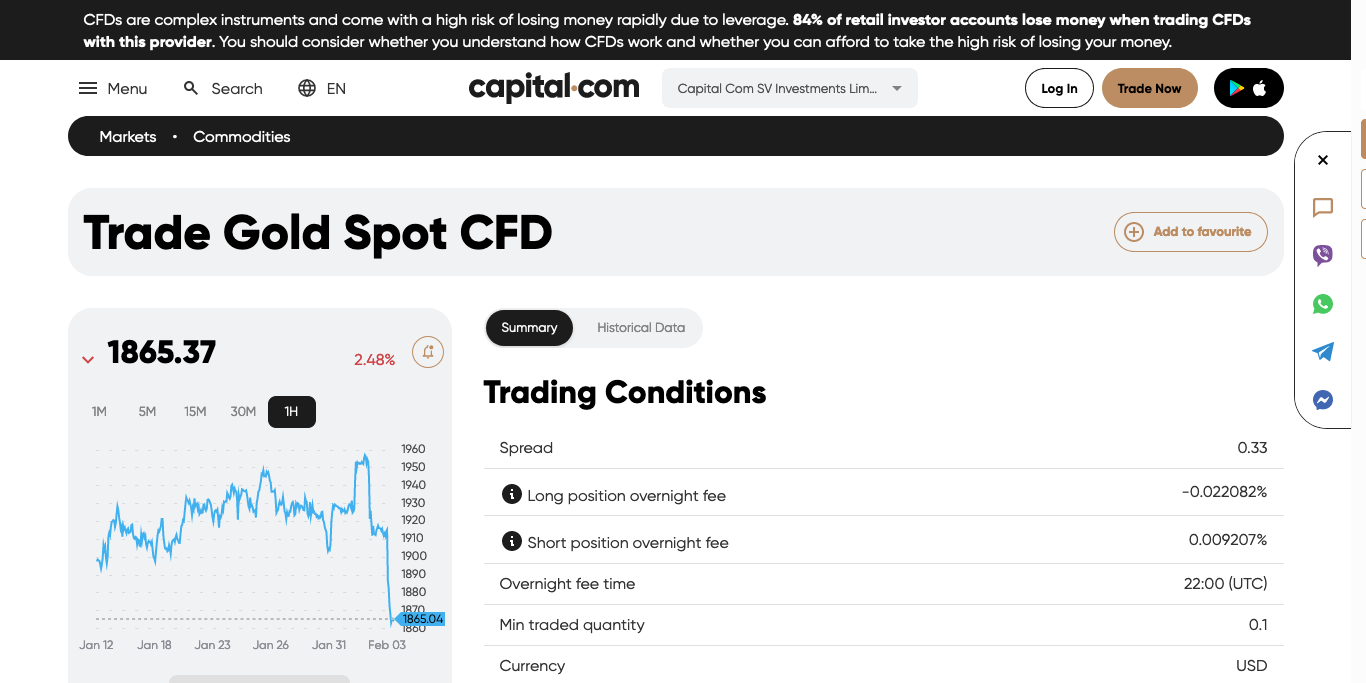 CFDs are complex instruments and come with a high risk of losing money rapidly due to leverage. 84% of retail investor accounts lose money when trading CFDs
with this provider. You should consider whether you understand how CFDs work and whether you can afford to take the high risk of losing your money.
Menu
Search
EN
capital.com
Capital Com SV Investments Lim...
Log In
Trade Now
Markets • Commodities
Trade Gold Spot CFD
Add to favourite
1865.37
2.48%
1M 5M 15M 30M 1H
1960
1950
1940
1930
1920
1910
1900
1890
1880
1870
1865.04
1860
Jan 12 Jan 18 Jan 23 Jan 26 Jan 31 Feb 03
Summary Historical Data
Trading Conditions
Spread 0.33
Long position overnight fee -0.022082%
Short position overnight fee 0.009207%
Overnight fee time 22:00 (UTC)
Min traded quantity 0.1
Currency USD